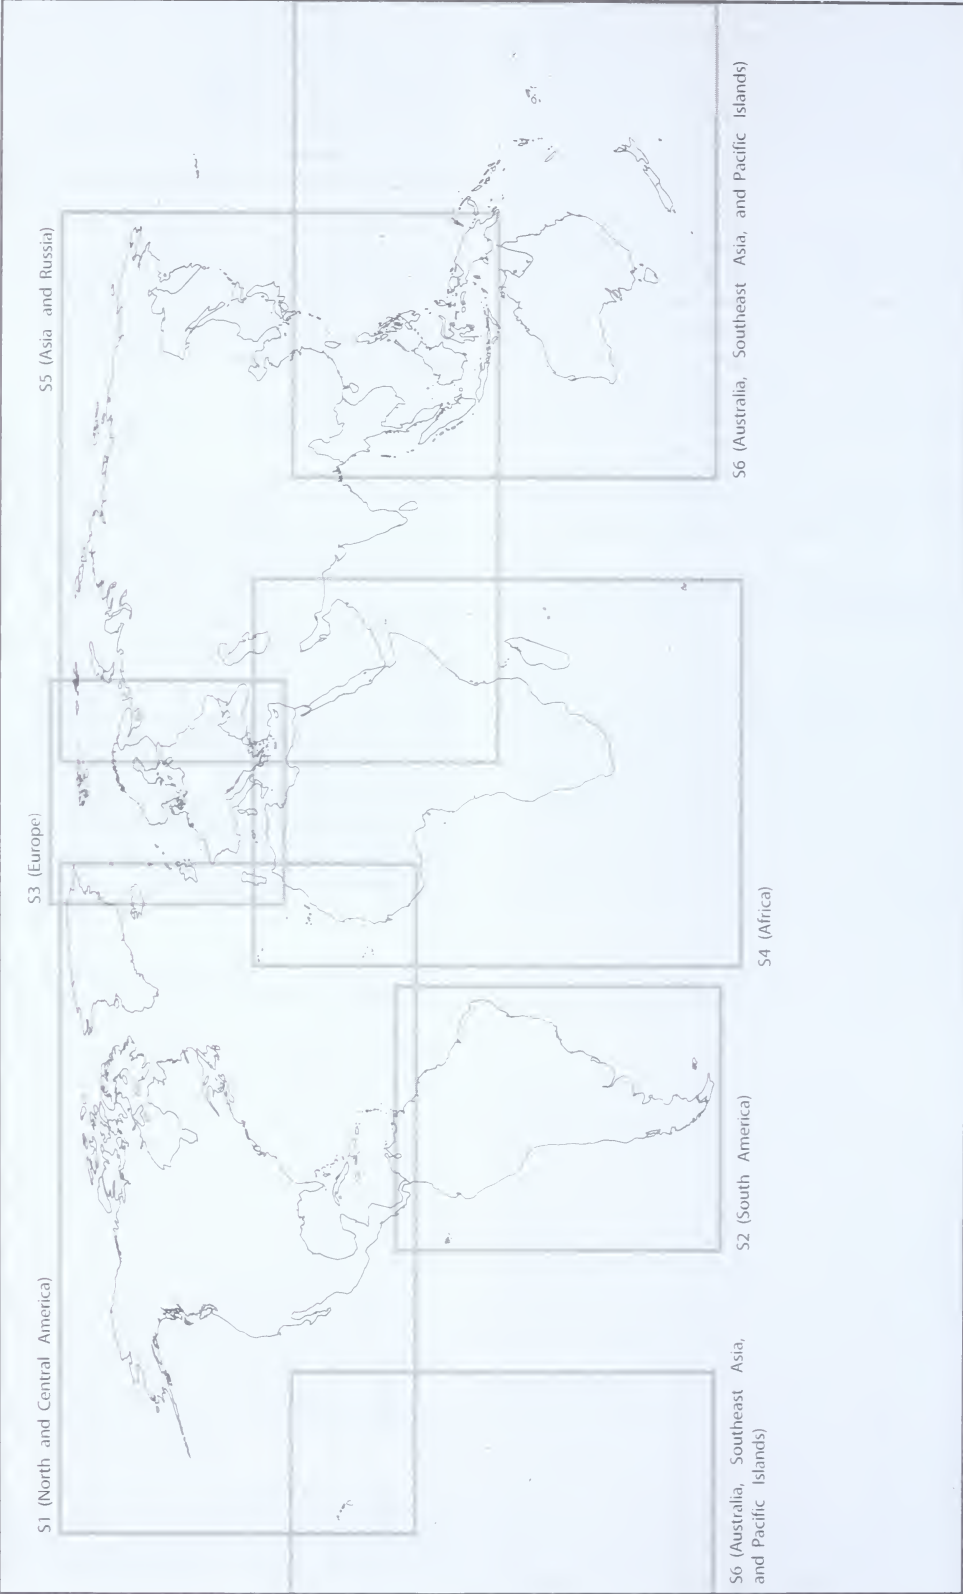 S1 (North and Central America)
S3 (Europe)
S5 (Asia and Russia)
S6 (Australia, Southeast Asia,
and Pacific Islands)
S2 (South America)
S4 (Africa)
S6 (Australia, Southeast Asia, and Pacific Islands)